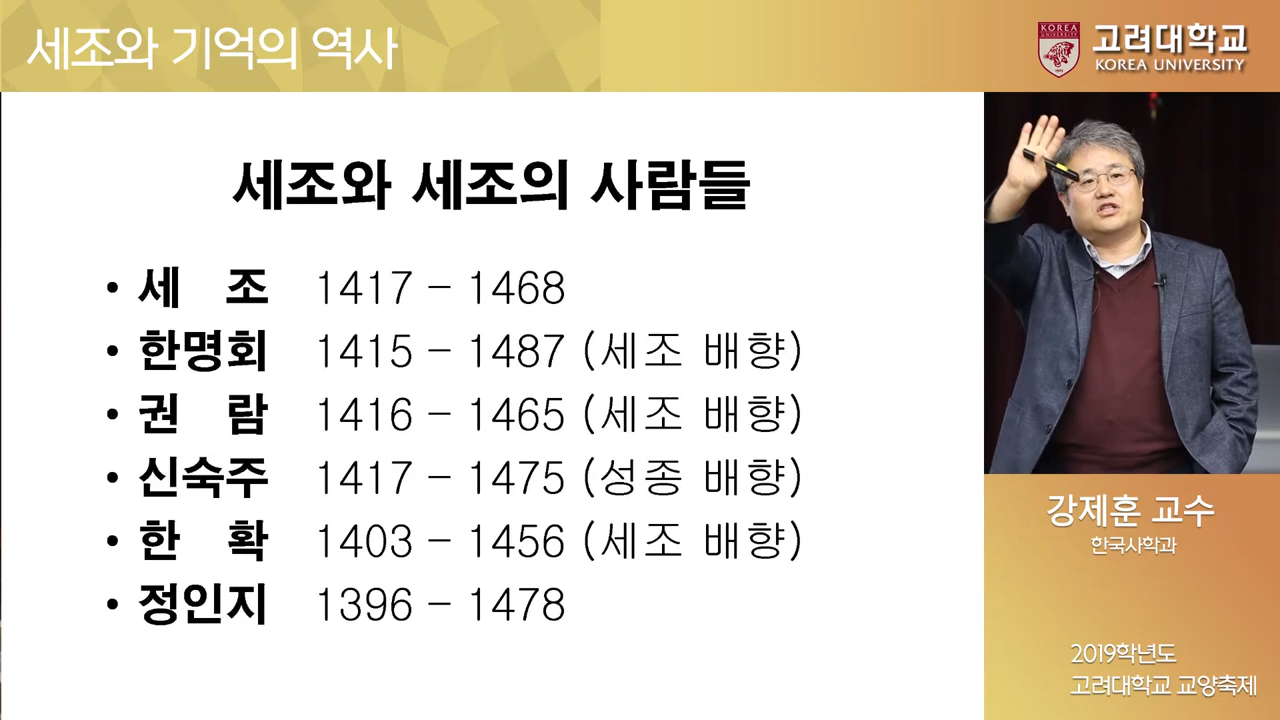 세조와 기억의 역사
KOREA
UNIVERSITY
고려대학교
KOREA UNIVERSITY
세조와 세조의 사람들
• 세 조 1417 – 1468
• 한명회 1415 – 1487 (세조 배향)
• 권 람 1416 – 1465 (세조 배향)
• 신숙주 1417 – 1475 (성종 배향)
• 한 확 1403 – 1456 (세조 배향)
• 정인지 1396 – 1478
강제훈 교수
한국사학과
2019학년도
고려대학교 교양축제